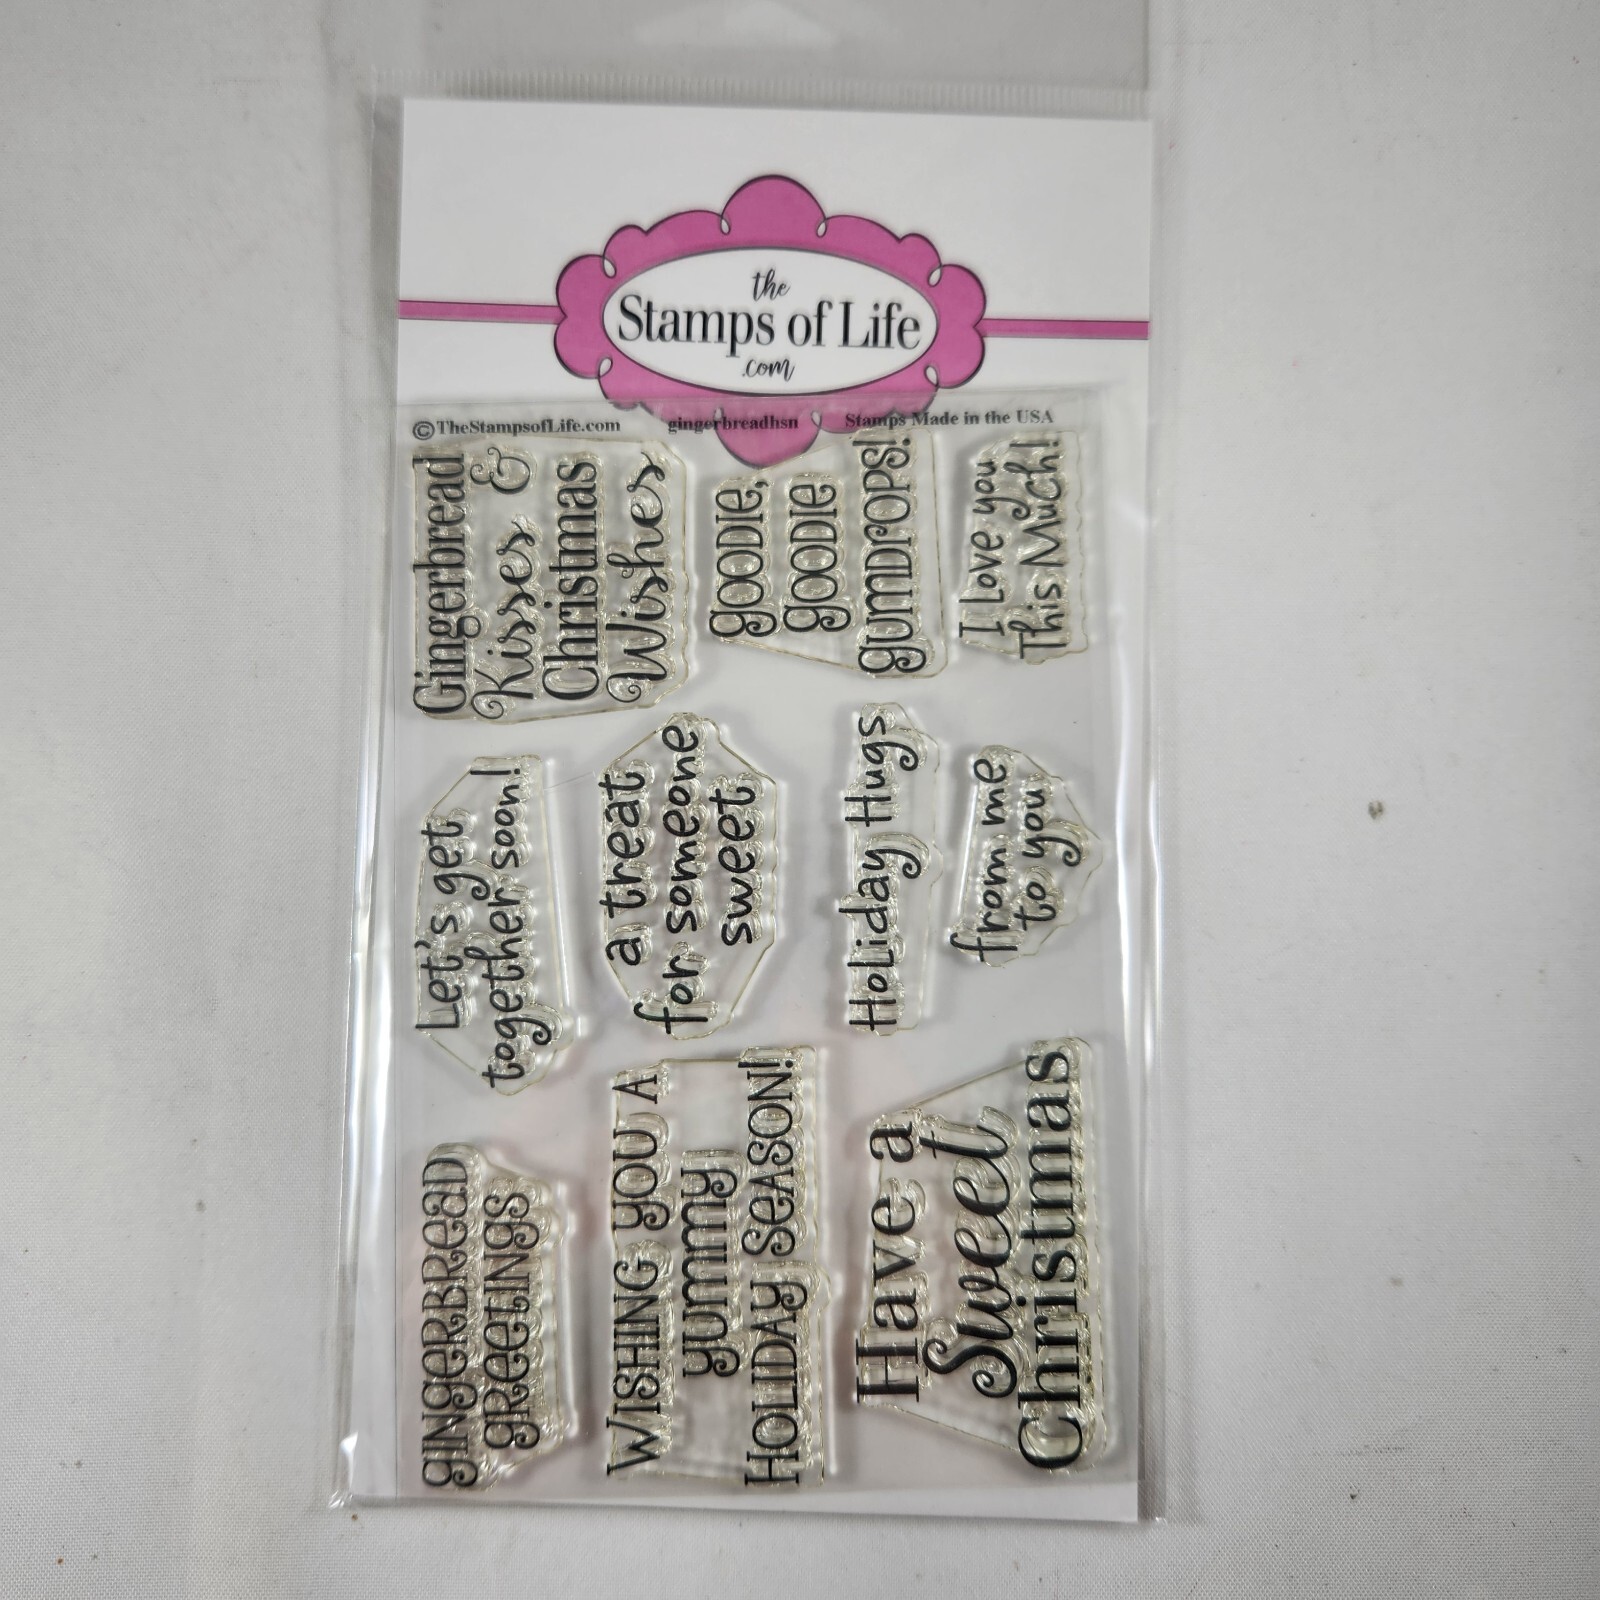 the
Stamps of Life
.com
©TheStampsofLife.com
gingerbreadhsn
Stamps Made in the USA
Gingerbread
Kisses &
Christmas
Wishes
GOODIE,
GOODIE
GUMDROPS!
I Love you
This Much!
Let's get
together soon!
a treat
for someone
sweet
Holiday Hugs
from me
to you
GINGERBREAD
GREETINGS
WISHING YOU A
YUMMY
HOLIDAY SEASON!
Have a
Sweet
Christmas